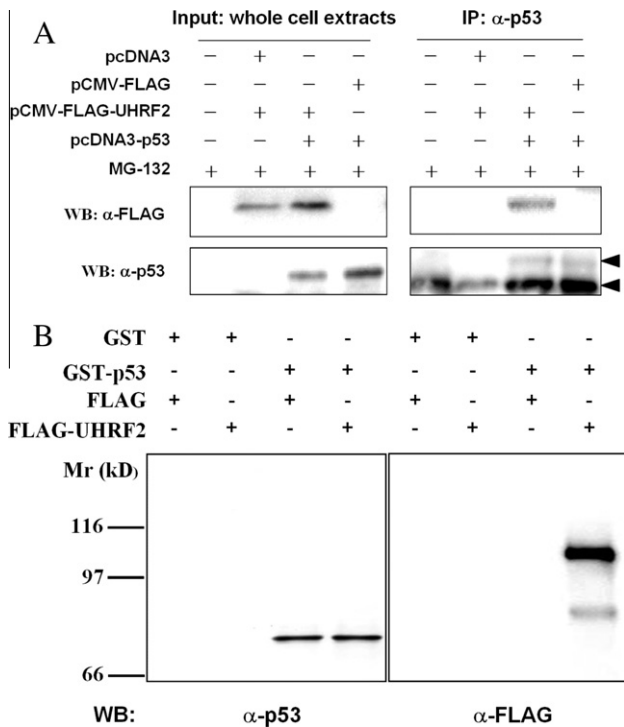 A
Input: whole cell extracts IP: α-p53
pcDNA3 – + – – – + – –
pCMV-FLAG – – – + – – – +
pCMV-FLAG-UHRF2 – + + – – + + –
pcDNA3-p53 – – + + – – + +
MG-132 + + + + + + + +
WB: α-FLAG
WB: α-p53
B
GST + + - - + + - -
GST-p53 - - + + - - + +
FLAG + - + - + - + -
FLAG-UHRF2 - + - + - + - +
Mr (kD)
116
97
66
WB: α-p53 α-FLAG